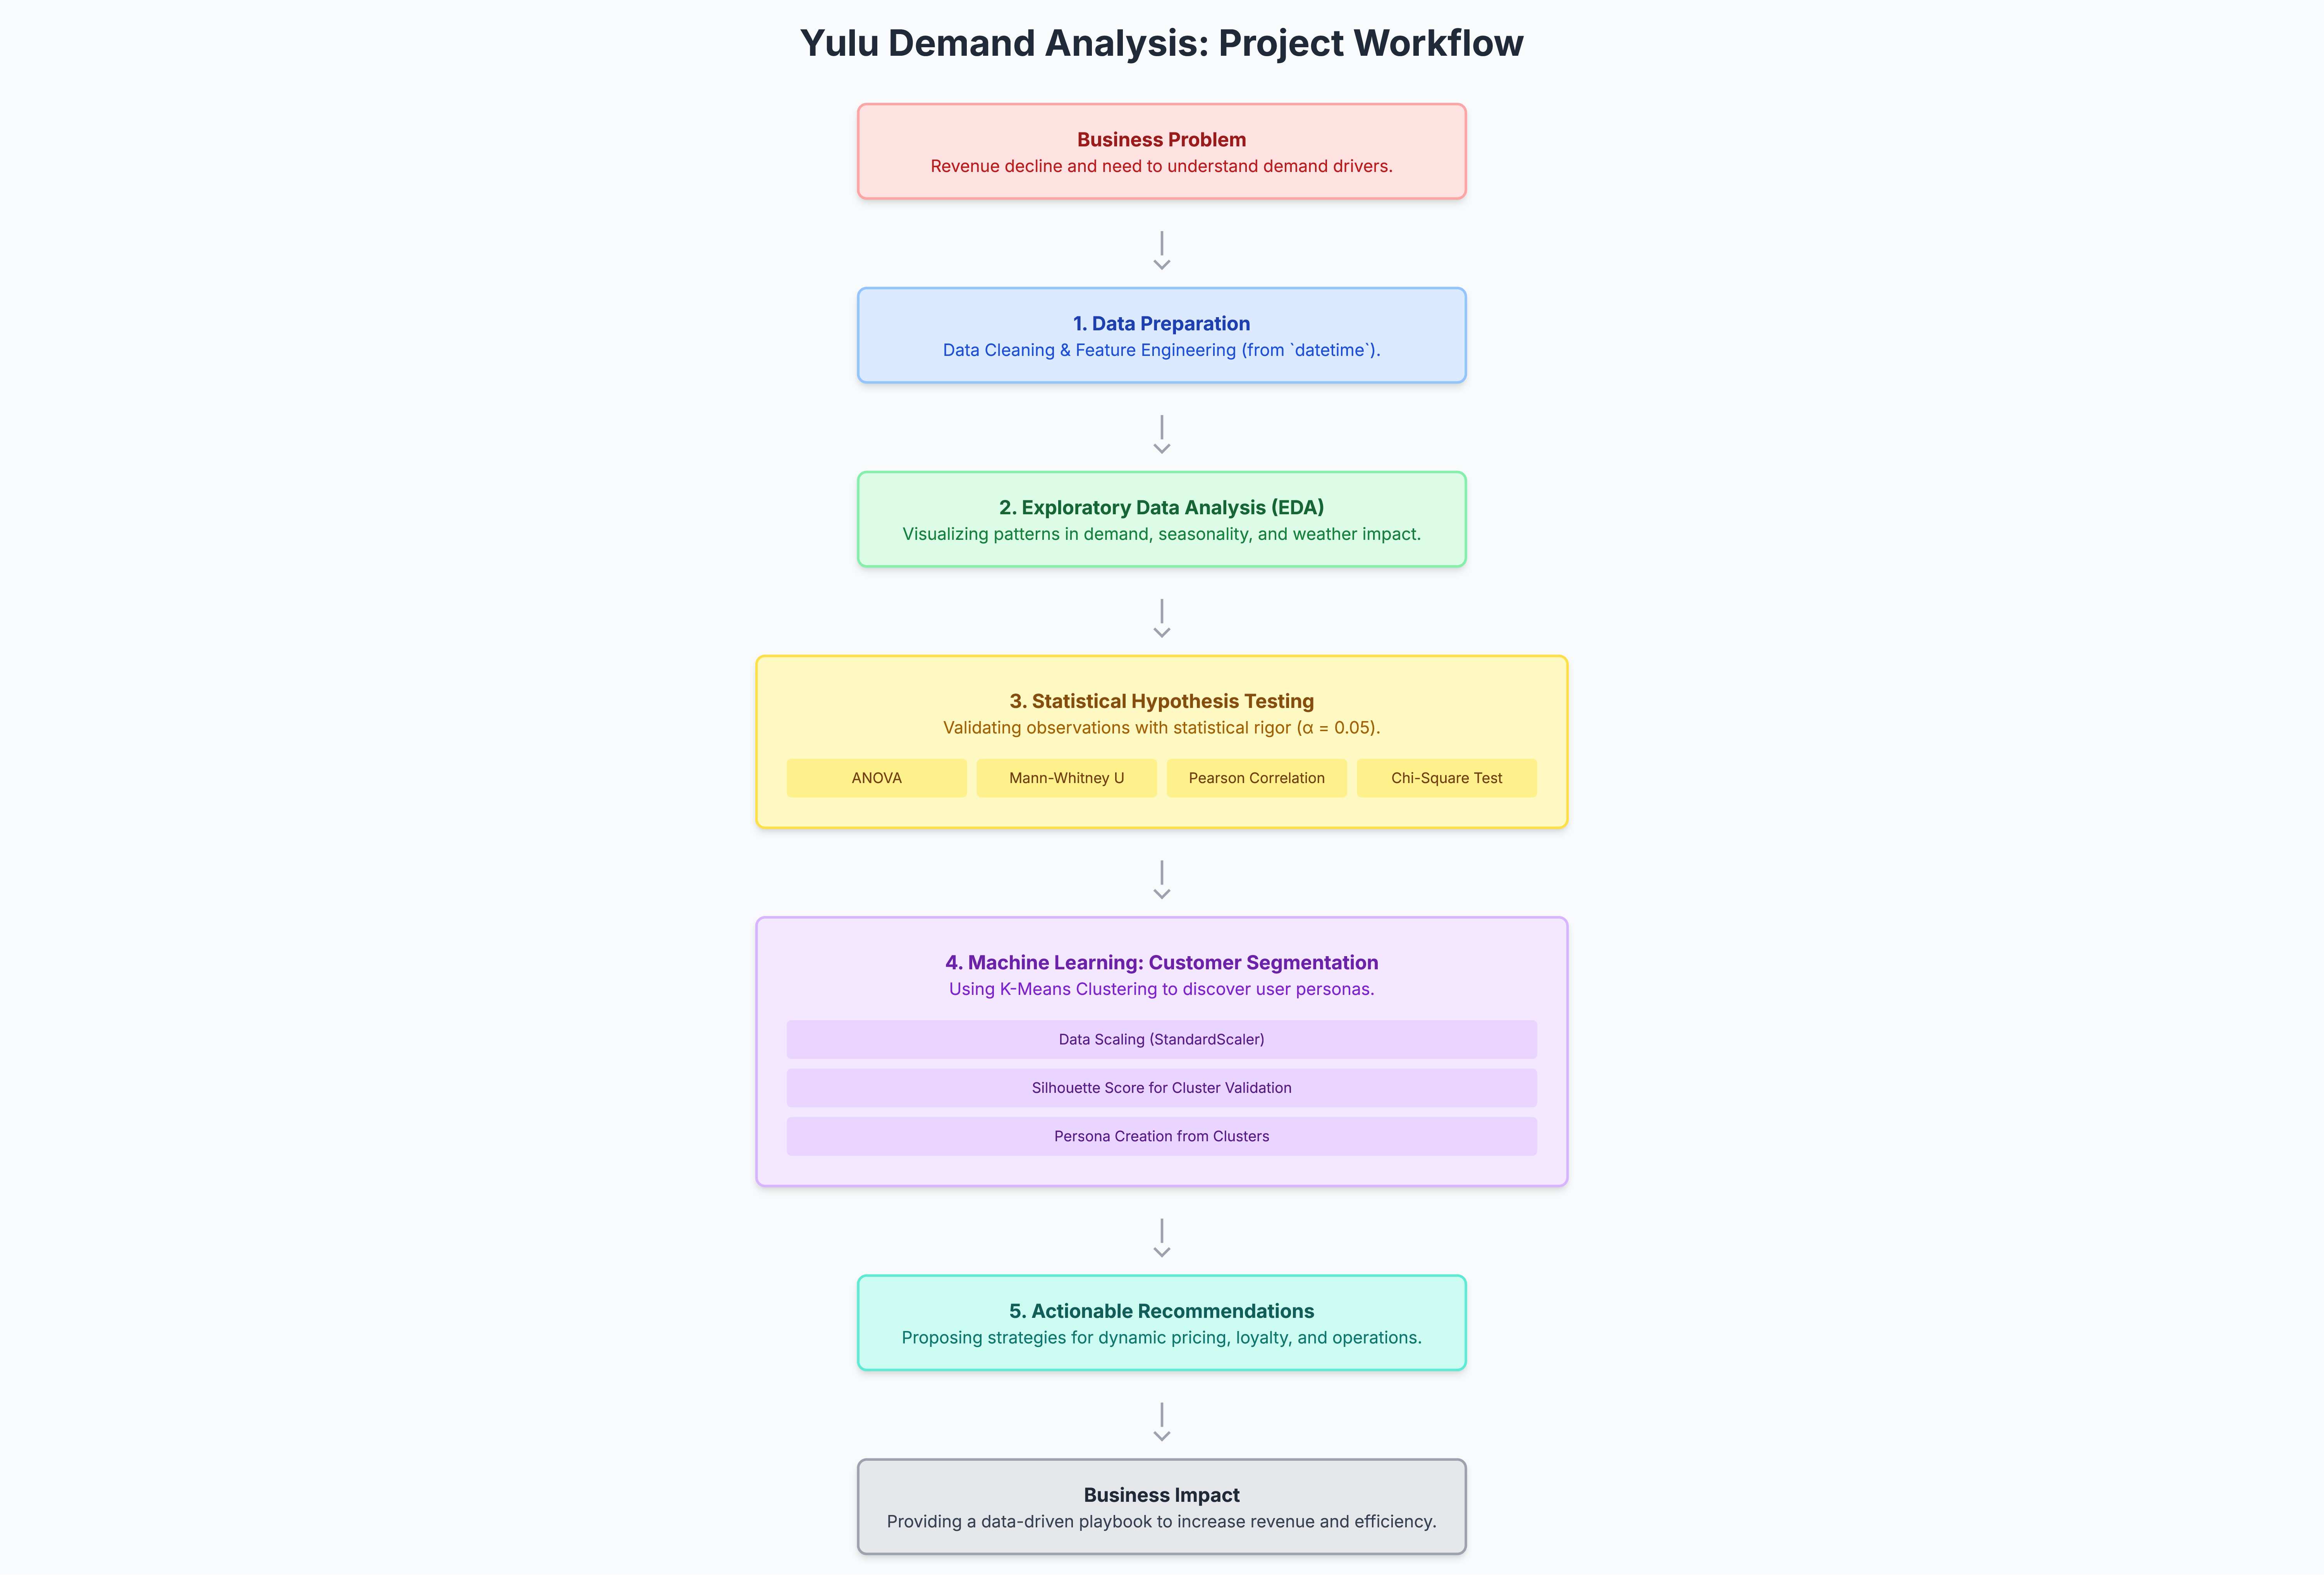 Yulu Demand Analysis: Project Workflow
Business Problem
Revenue decline and need to understand demand drivers.
1. Data Preparation
Data Cleaning & Feature Engineering (from `datetime`).
2. Exploratory Data Analysis (EDA)
Visualizing patterns in demand, seasonality, and weather impact.
3. Statistical Hypothesis Testing
Validating observations with statistical rigor (α = 0.05).
ANOVA
Mann-Whitney U
Pearson Correlation
Chi-Square Test
4. Machine Learning: Customer Segmentation
Using K-Means Clustering to discover user personas.
Data Scaling (StandardScaler)
Silhouette Score for Cluster Validation
Persona Creation from Clusters
5. Actionable Recommendations
Proposing strategies for dynamic pricing, loyalty, and operations.
Business Impact
Providing a data-driven playbook to increase revenue and efficiency.